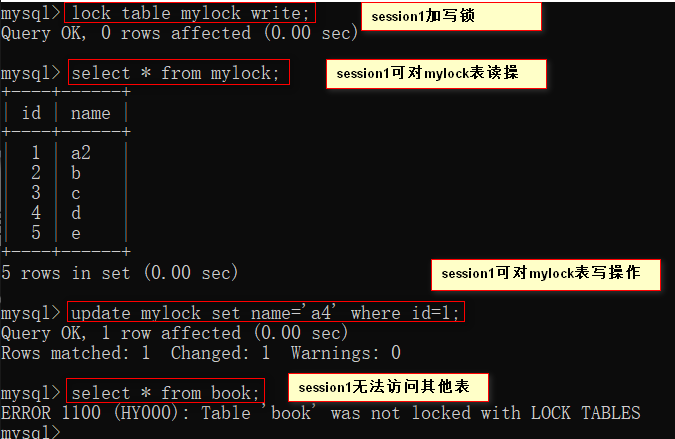 mysql> lock table mylock write;
session1加写锁
Query OK, 0 rows affected (0.00 sec)
mysql> select * from mylock;
session1可对mylock表读操
+----+------+
| id | name |
+----+------+
| 1 | a2 |
| 2 | b |
| 3 | c |
| 4 | d |
| 5 | e |
+----+------+
5 rows in set (0.00 sec)
session1可对mylock表写操作
mysql> update mylock set name='a4' where id=1;
Query OK, 1 row affected (0.00 sec)
Rows matched: 1 Changed: 1 Warnings: 0
mysql> select * from book;
session1无法访问其他表
ERROR 1100 (HY000): Table 'book' was not locked with LOCK TABLES
mysql>